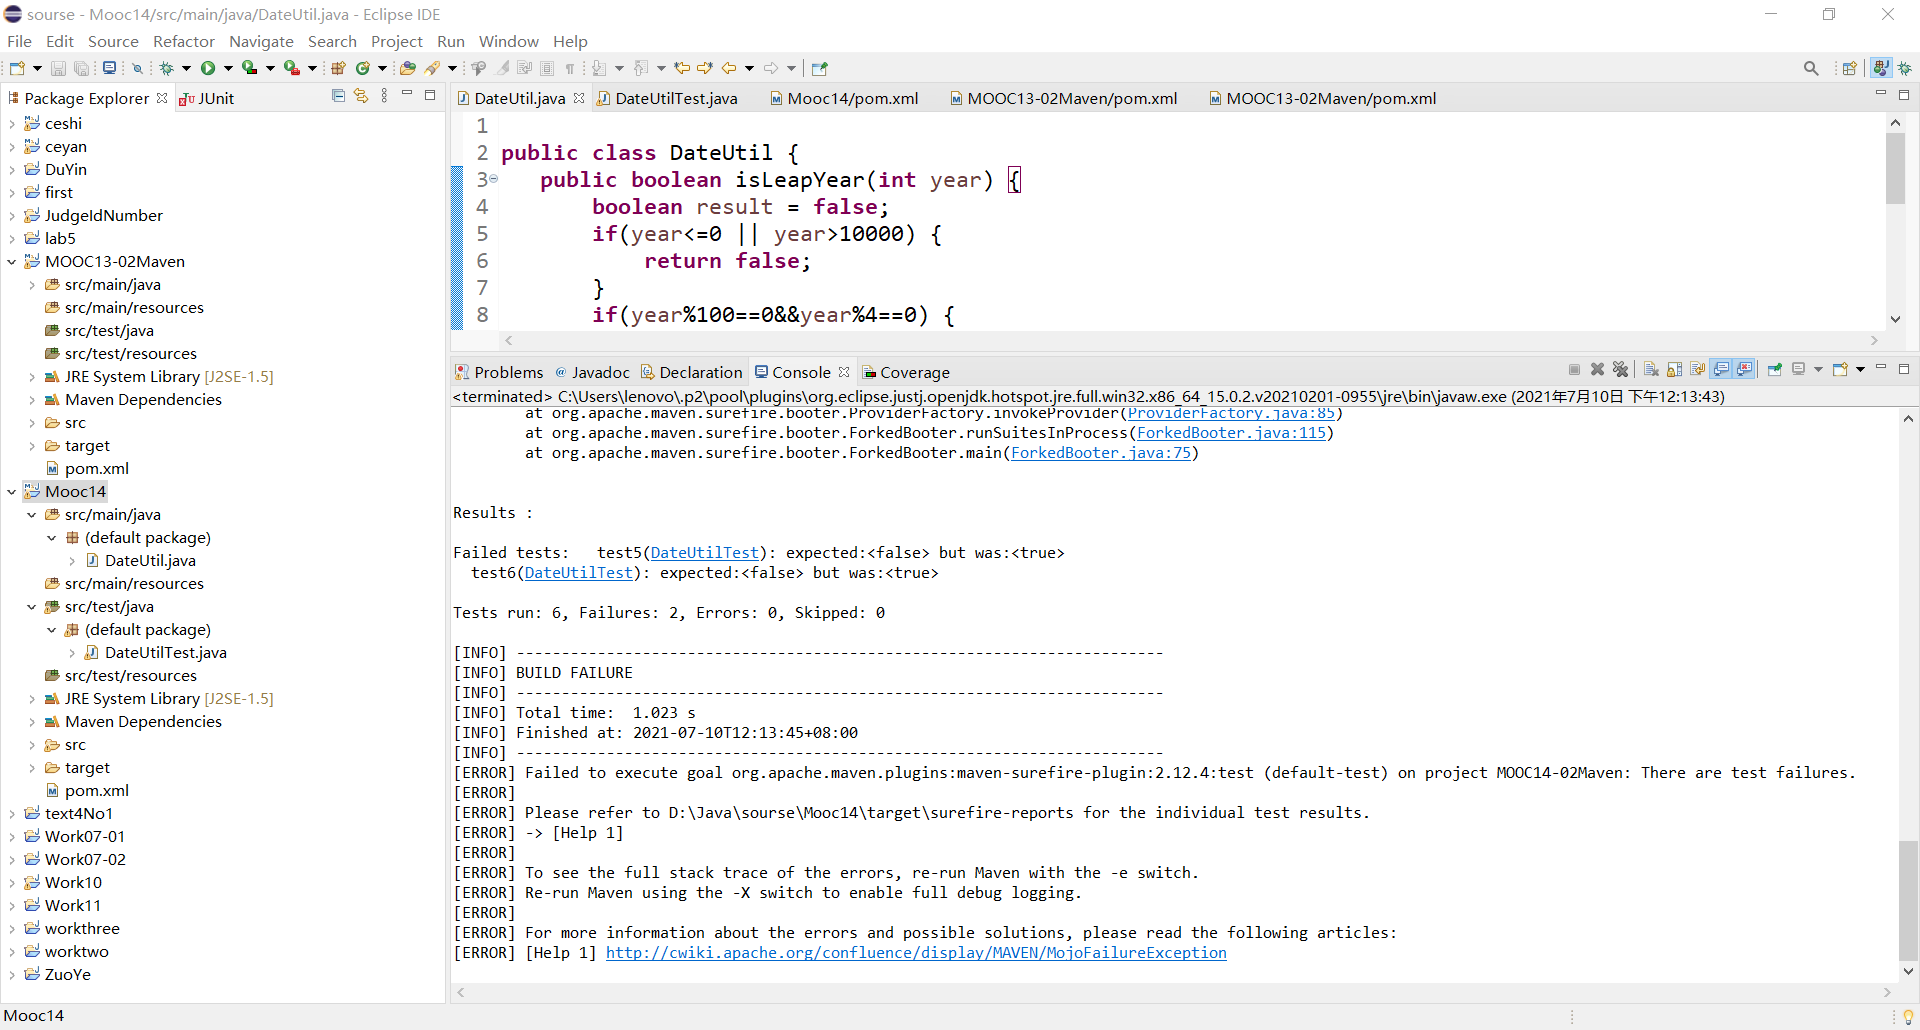 sourse - Mooc14/src/main/java/DateUtil.java - Eclipse IDE
File Edit Source Refactor Navigate Search Project Run Window Help
Package Explorer JUnit
ceshi
ceyan
DuYin
first
JudgeIdNumber
lab5
MOOC13-02Maven
src/main/java
src/main/resources
src/test/java
src/test/resources
JRE System Library [J2SE-1.5]
Maven Dependencies
src
target
pom.xml
Mooc14
src/main/java
(default package)
DateUtil.java
src/main/resources
src/test/java
(default package)
DateUtilTest.java
src/test/resources
JRE System Library [J2SE-1.5]
Maven Dependencies
src
target
pom.xml
text4No1
Work07-01
Work07-02
Work10
Work11
workthree
worktwo
ZuoYe
DateUtil.java DateUtilTest.java Mooc14/pom.xml MOOC13-02Maven/pom.xml MOOC13-02Maven/pom.xml
1
2 public class DateUtil {
3 public boolean isLeapYear(int year) {
4 boolean result = false;
5 if(year<=0 || year>10000) {
6 return false;
7 }
8 if(year%100==0&&year%4==0) {
Problems Javadoc Declaration Console Coverage
<terminated> C:\Users\lenovo\.p2\pool\plugins\org.eclipse.justj.openjdk.hotspot.jre.full.win32.x86_64_15.0.2.v20210201-0955\jre\bin\javaw.exe (2021年7月10日 下午12:13:43)
at org.apache.maven.surefire.booter.ProviderFactory.invokeProvider(ProviderFactory.java:85)
at org.apache.maven.surefire.booter.ForkedBooter.runSuitesInProcess(ForkedBooter.java:115)
at org.apache.maven.surefire.booter.ForkedBooter.main(ForkedBooter.java:75)
Results :
Failed tests: test5(DateUtilTest): expected:<false> but was:<true>
test6(DateUtilTest): expected:<false> but was:<true>
Tests run: 6, Failures: 2, Errors: 0, Skipped: 0
[INFO] ------------------------------------------------------------------------
[INFO] BUILD FAILURE
[INFO] ------------------------------------------------------------------------
[INFO] Total time: 1.023 s
[INFO] Finished at: 2021-07-10T12:13:45+08:00
[INFO] ------------------------------------------------------------------------
[ERROR] Failed to execute goal org.apache.maven.plugins:maven-surefire-plugin:2.12.4:test (default-test) on project MOOC14-02Maven: There are test failures.
[ERROR]
[ERROR] Please refer to D:\Java\sourse\Mooc14\target\surefire-reports for the individual test results.
[ERROR] -> [Help 1]
[ERROR]
[ERROR] To see the full stack trace of the errors, re-run Maven with the -e switch.
[ERROR] Re-run Maven using the -X switch to enable full debug logging.
[ERROR]
[ERROR] For more information about the errors and possible solutions, please read the following articles:
[ERROR] [Help 1] http://cwiki.apache.org/confluence/display/MAVEN/MojoFailureException
Mooc14